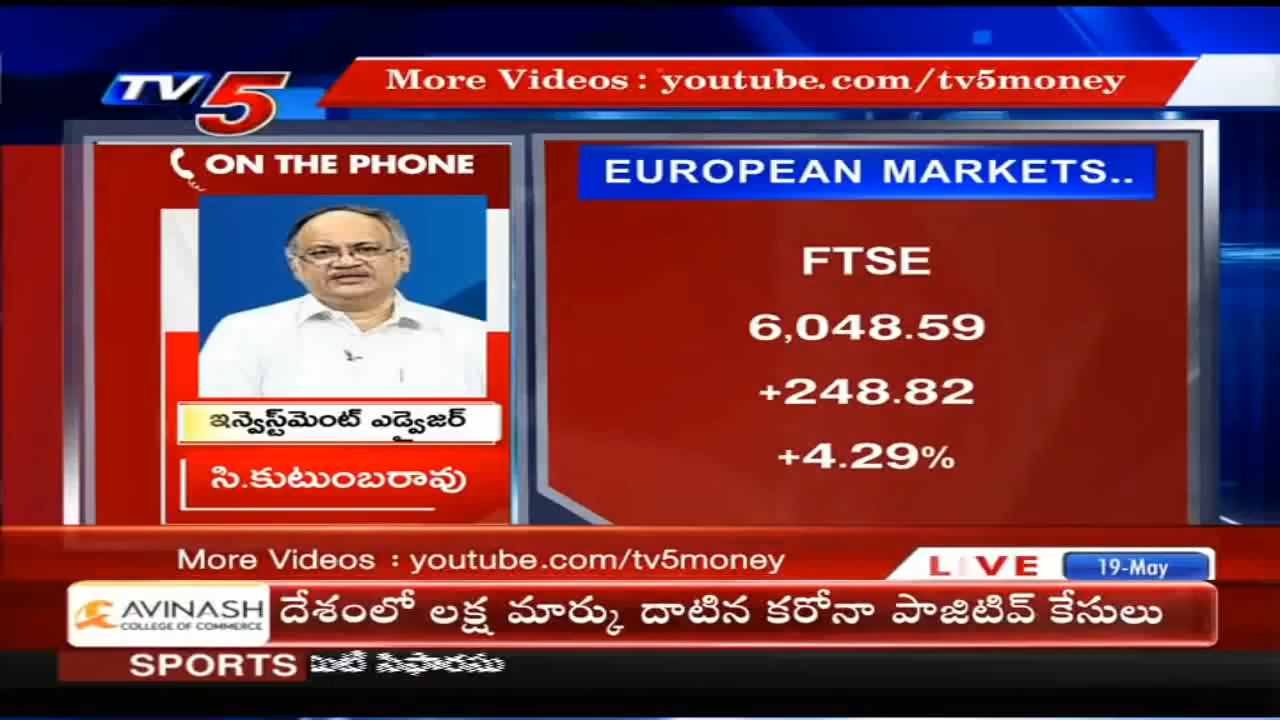 TV5
More Videos : youtube.com/tv5money
ON THE PHONE
ఇన్వెస్ట్‌మెంట్ ఎడ్వైజర్
సి.కుటుంబరావు
EUROPEAN MARKETS..
FTSE
6,048.59
+248.82
+4.29%
More Videos : youtube.com/tv5money
LIVE
19-May
AVINASH
COLLEGE OF COMMERCE
దేశంలో లక్ష మార్కు దాటిన కరోనా పాజిటివ్ కేసులు
SPORTS